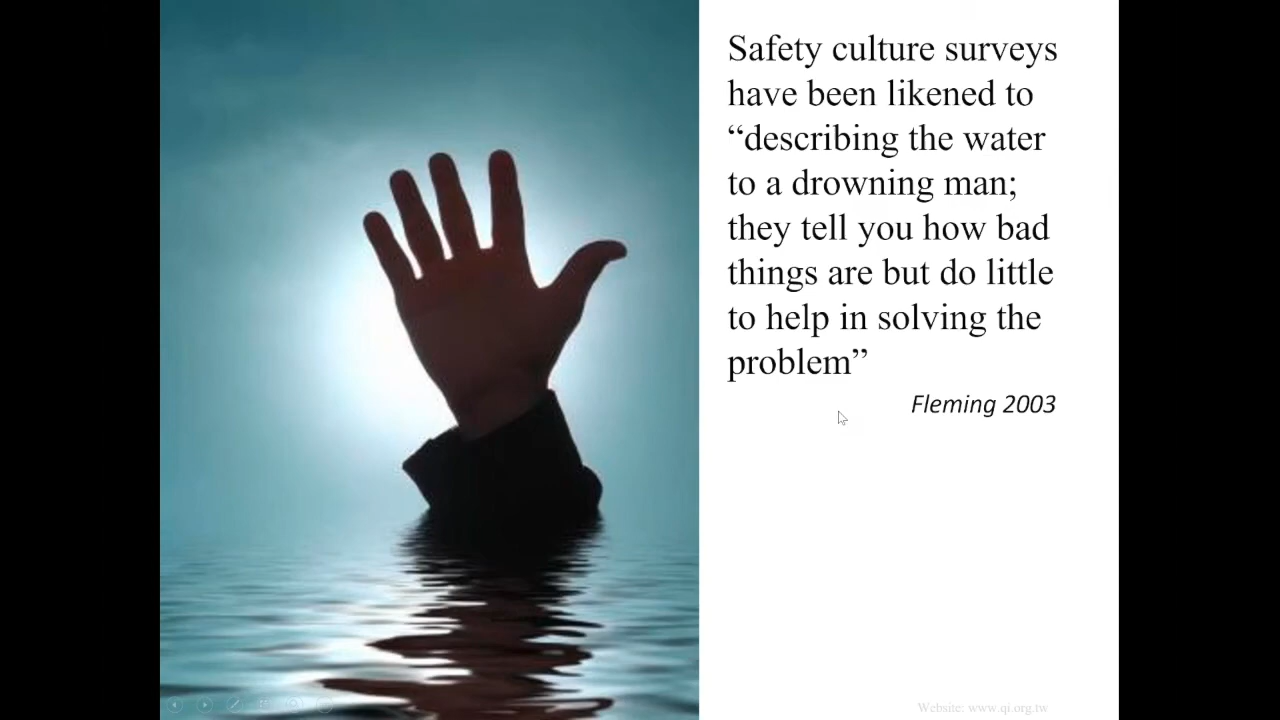 Safety culture surveys
have been likened to
“describing the water
to a drowning man;
they tell you how bad
things are but do little
to help in solving the
problem”
Fleming 2003
Website: www.qi.org.tw